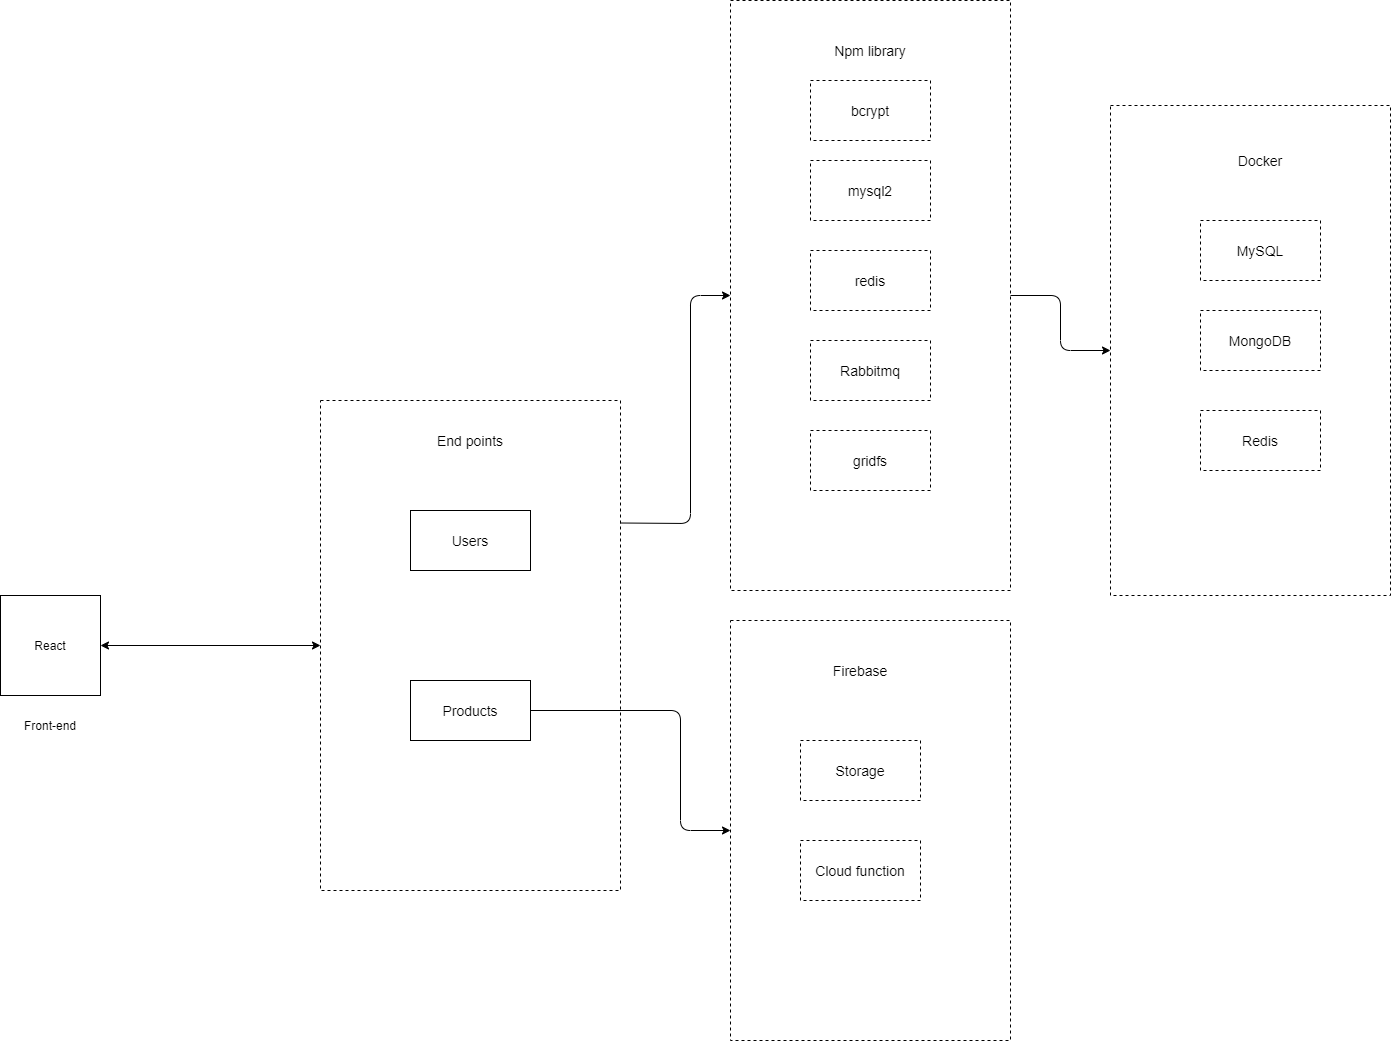 React
Front-end
End points
Users
Products
Npm library
bcrypt
mysql2
redis
Rabbitmq
gridfs
Firebase
Storage
Cloud function
Docker
MySQL
MongoDB
Redis